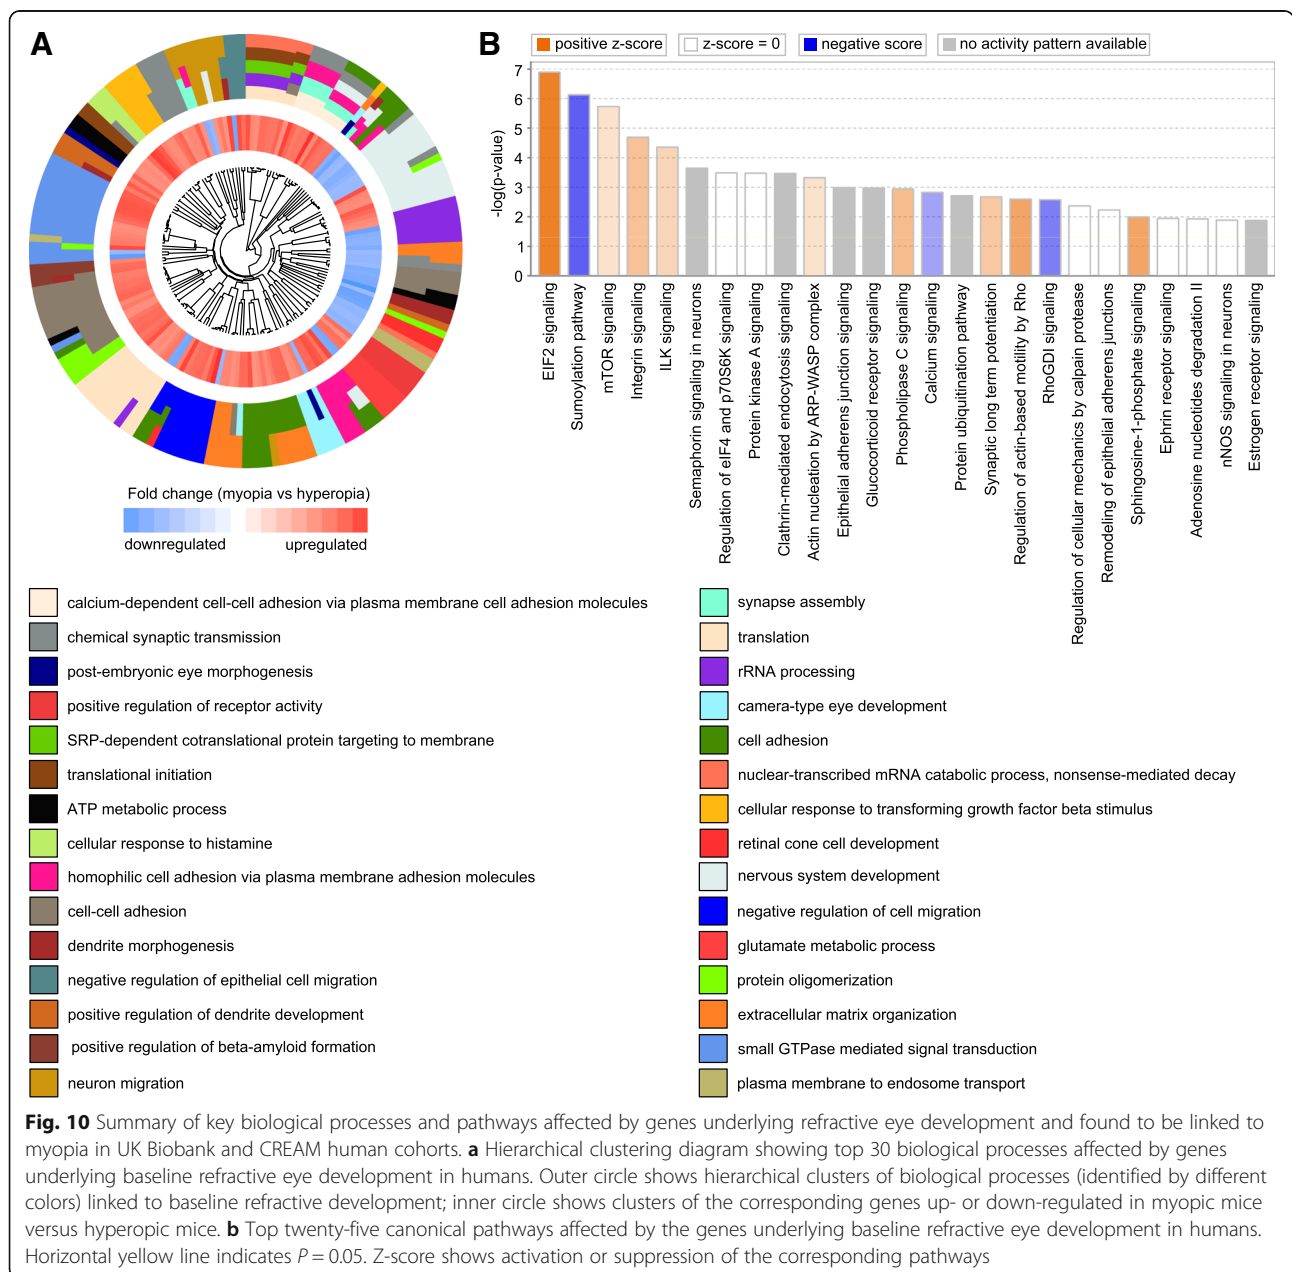 A
B
positive z-score
z-score = 0
negative score
no activity pattern available
-log(p-value)
7
6
5
4
3
2
1
0
EIF2 signaling
Sumoylation pathway
mTOR signaling
Integrin signaling
ILK signaling
Semaphorin signaling in neurons
Regulation of eIF4 and p70S6K signaling
Protein kinase A signaling
Clathrin-mediated endocytosis signaling
Actin nucleation by ARP-WASP complex
Epithelial adherens junction signaling
Glucocorticoid receptor signaling
Phospholipase C signaling
Calcium signaling
Protein ubiquitination pathway
Synaptic long term potentiation
Regulation of actin-based motility by Rho
RhoGDI signaling
Regulation of cellular mechanics by calpain protease
Remodeling of epithelial adherens junctions
Sphingosine-1-phosphate signaling
Ephrin receptor signaling
Adenosine nucleotides degradation II
nNOS signaling in neurons
Estrogen receptor signaling
Fold change (myopia vs hyperopia)
downregulated
upregulated
calcium-dependent cell-cell adhesion via plasma membrane cell adhesion molecules
chemical synaptic transmission
post-embryonic eye morphogenesis
positive regulation of receptor activity
SRP-dependent cotranslational protein targeting to membrane
translational initiation
ATP metabolic process
cellular response to histamine
homophilic cell adhesion via plasma membrane adhesion molecules
cell-cell adhesion
dendrite morphogenesis
negative regulation of epithelial cell migration
positive regulation of dendrite development
positive regulation of beta-amyloid formation
neuron migration
synapse assembly
translation
rRNA processing
camera-type eye development
cell adhesion
nuclear-transcribed mRNA catabolic process, nonsense-mediated decay
cellular response to transforming growth factor beta stimulus
retinal cone cell development
nervous system development
negative regulation of cell migration
glutamate metabolic process
protein oligomerization
extracellular matrix organization
small GTPase mediated signal transduction
plasma membrane to endosome transport
Fig. 10 Summary of key biological processes and pathways affected by genes underlying refractive eye development and found to be linked to
myopia in UK Biobank and CREAM human cohorts. a Hierarchical clustering diagram showing top 30 biological processes affected by genes
underlying baseline refractive eye development in humans. Outer circle shows hierarchical clusters of biological processes (identified by different
colors) linked to baseline refractive development; inner circle shows clusters of the corresponding genes up- or down-regulated in myopic mice
versus hyperopic mice. b Top twenty-five canonical pathways affected by the genes underlying baseline refractive eye development in humans.
Horizontal yellow line indicates P = 0.05. Z-score shows activation or suppression of the corresponding pathways